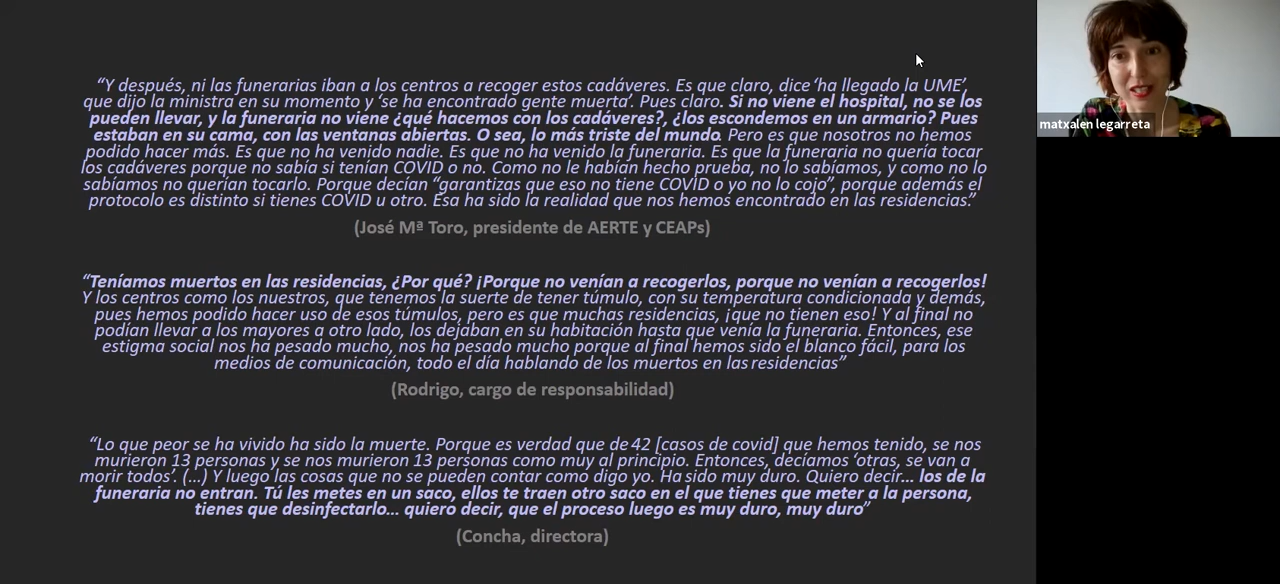 “Y después, ni las funerarias iban a los centros a recoger estos cadáveres. Es que claro, dice ‘ha llegado la UME’,
que dijo la ministra en su momento y ‘se ha encontrado gente muerta’. Pues claro. Si no viene el hospital, no se los
pueden llevar, y la funeraria no viene ¿qué hacemos con los cadáveres?, ¿los escondemos en un armario? Pues
estaban en su cama, con las ventanas abiertas. O sea, lo más triste del mundo. Pero es que nosotros no hemos
podido hacer más. Es que no ha venido nadie. Es que no ha venido la funeraria. Es que la funeraria no quería tocar
los cadáveres porque no sabía si tenían COVID o no. Como no le habían hecho prueba, no lo sabíamos, y como no lo
sabíamos no querían tocarlo. Porque decían “garantizas que eso no tiene COVID o yo no lo cojo”, porque además el
protocolo es distinto si tienes COVID u otro. Esa ha sido la realidad que nos hemos encontrado en las residencias.”
(José Mª Toro, presidente de AERTE y CEAPs)
“Teníamos muertos en las residencias, ¿Por qué? ¡Porque no venían a recogerlos, porque no venían a recogerlos!
Y los centros como los nuestros, que tenemos la suerte de tener túmulo, con su temperatura condicionada y demás,
pues hemos podido hacer uso de esos túmulos, pero es que muchas residencias, ¡que no tienen eso! Y al final no
podían llevar a los mayores a otro lado, los dejaban en su habitación hasta que venía la funeraria. Entonces, ese
estigma social nos ha pesado mucho, nos ha pesado mucho porque al final hemos sido el blanco fácil, para los
medios de comunicación, todo el día hablando de los muertos en las residencias”
(Rodrigo, cargo de responsabilidad)
“Lo que peor se ha vivido ha sido la muerte. Porque es verdad que de 42 [casos de covid] que hemos tenido, se nos
murieron 13 personas y se nos murieron 13 personas como muy al principio. Entonces, decíamos ‘otras, se van a
morir todos’. (...) Y luego las cosas que no se pueden contar como digo yo. Ha sido muy duro. Quiero decir... los de la
funeraria no entran. Tú les metes en un saco, ellos te traen otro saco en el que tienes que meter a la persona,
tienes que desinfectarlo... quiero decir, que el proceso luego es muy duro, muy duro”
(Concha, directora)
matxalen legarreta